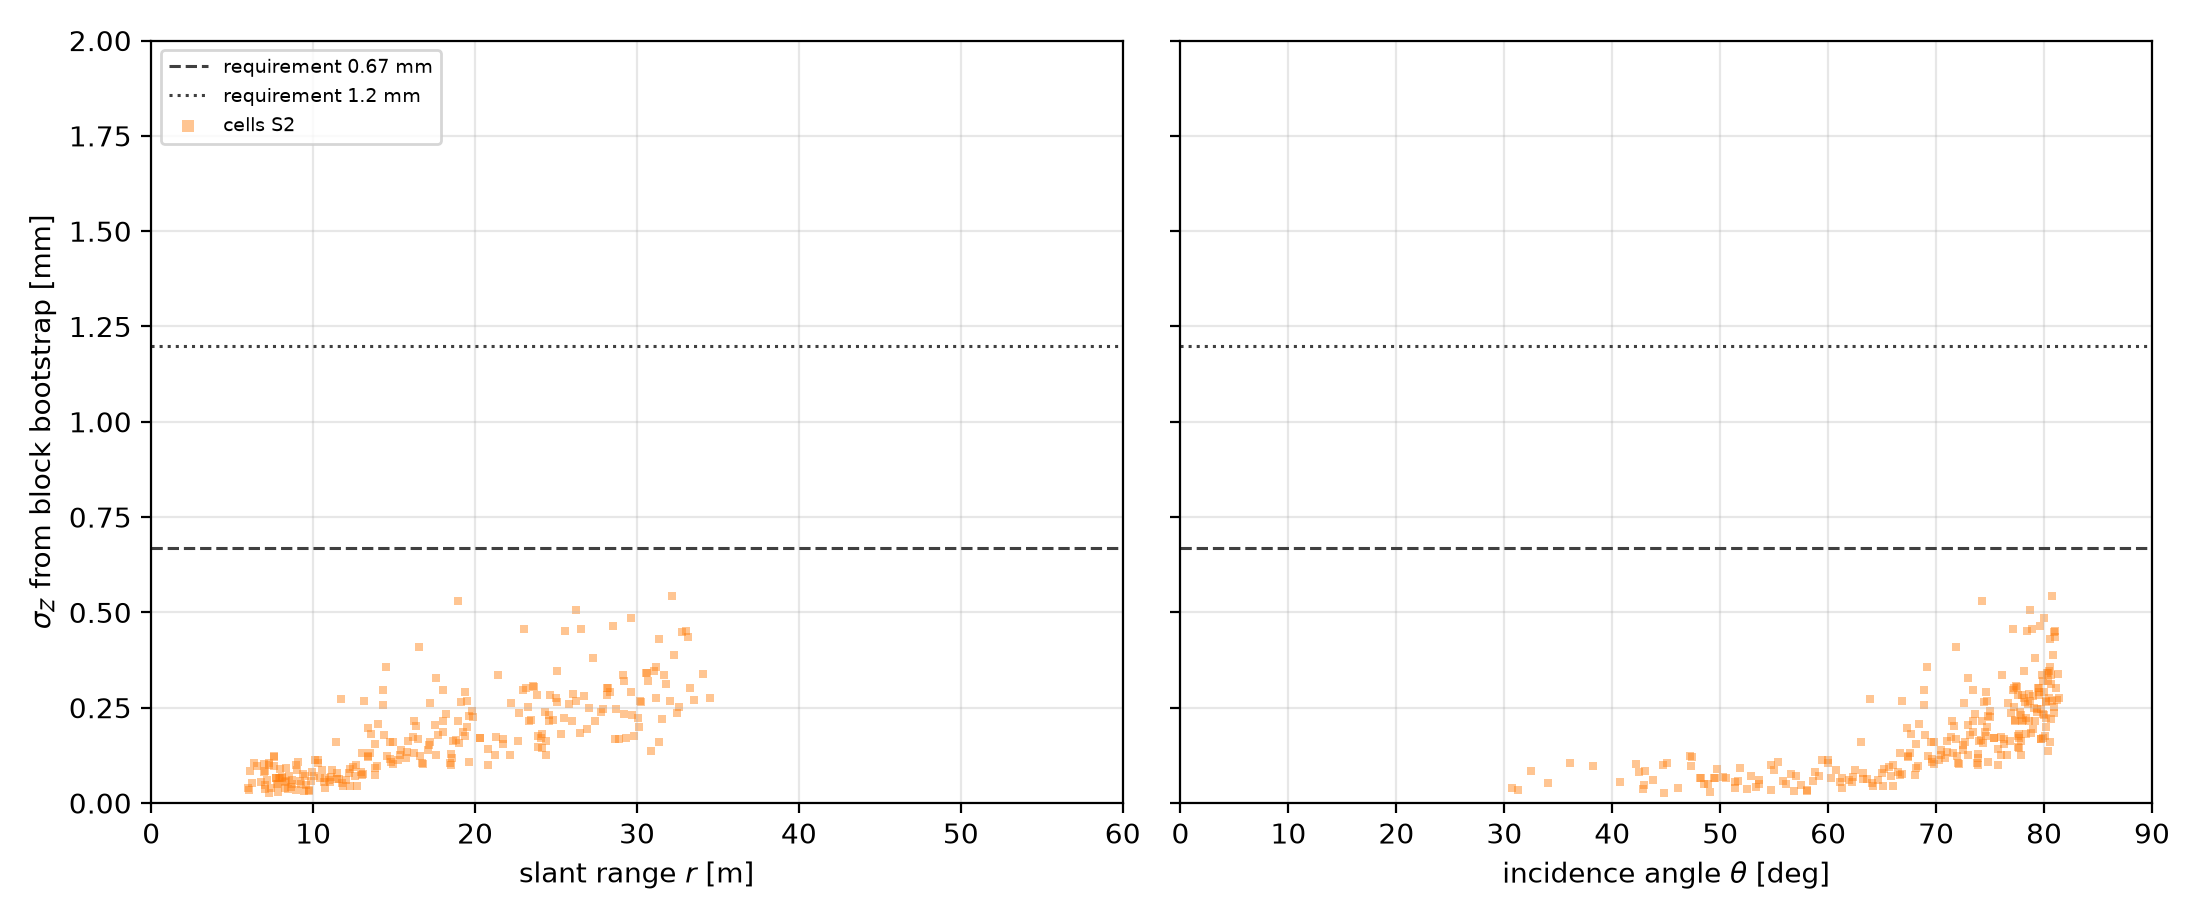 2.00
1.75
1.50
1.25
1.00
0.75
0.50
0.25
0.00
σZ from block bootstrap [mm]
requirement 0.67 mm
requirement 1.2 mm
cells S2
0 10 20 30 40 50 60
slant range r [m]
0 10 20 30 40 50 60 70 80 90
incidence angle θ [deg]